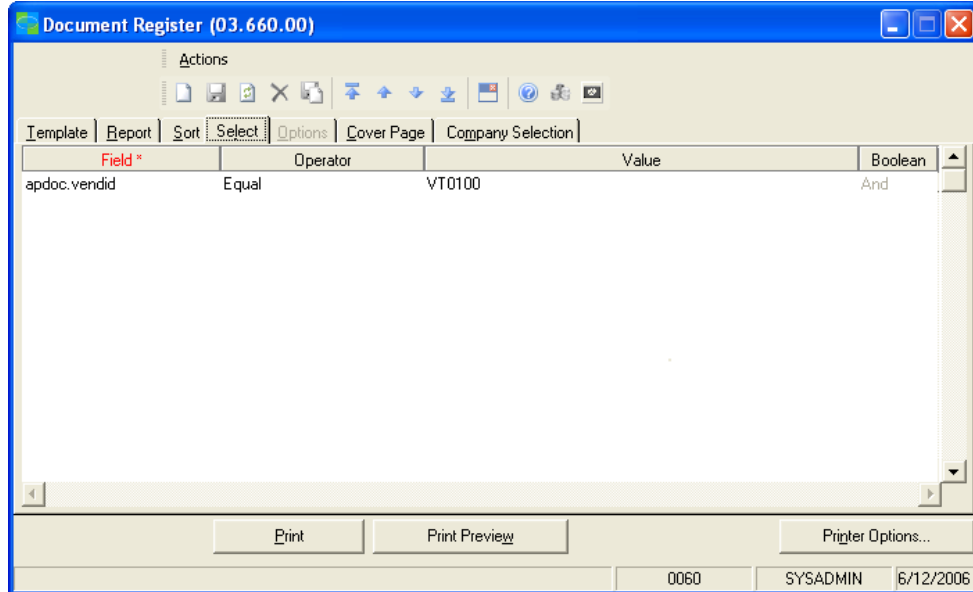 Document Register (03.660.00)
Actions
Template Report Sort Select Options Cover Page Company Selection
Field * Operator Value Boolean
apdoc.vendid Equal VT0100 And
Print Print Preview Printer Options...
0060 SYSADMIN 6/12/2006